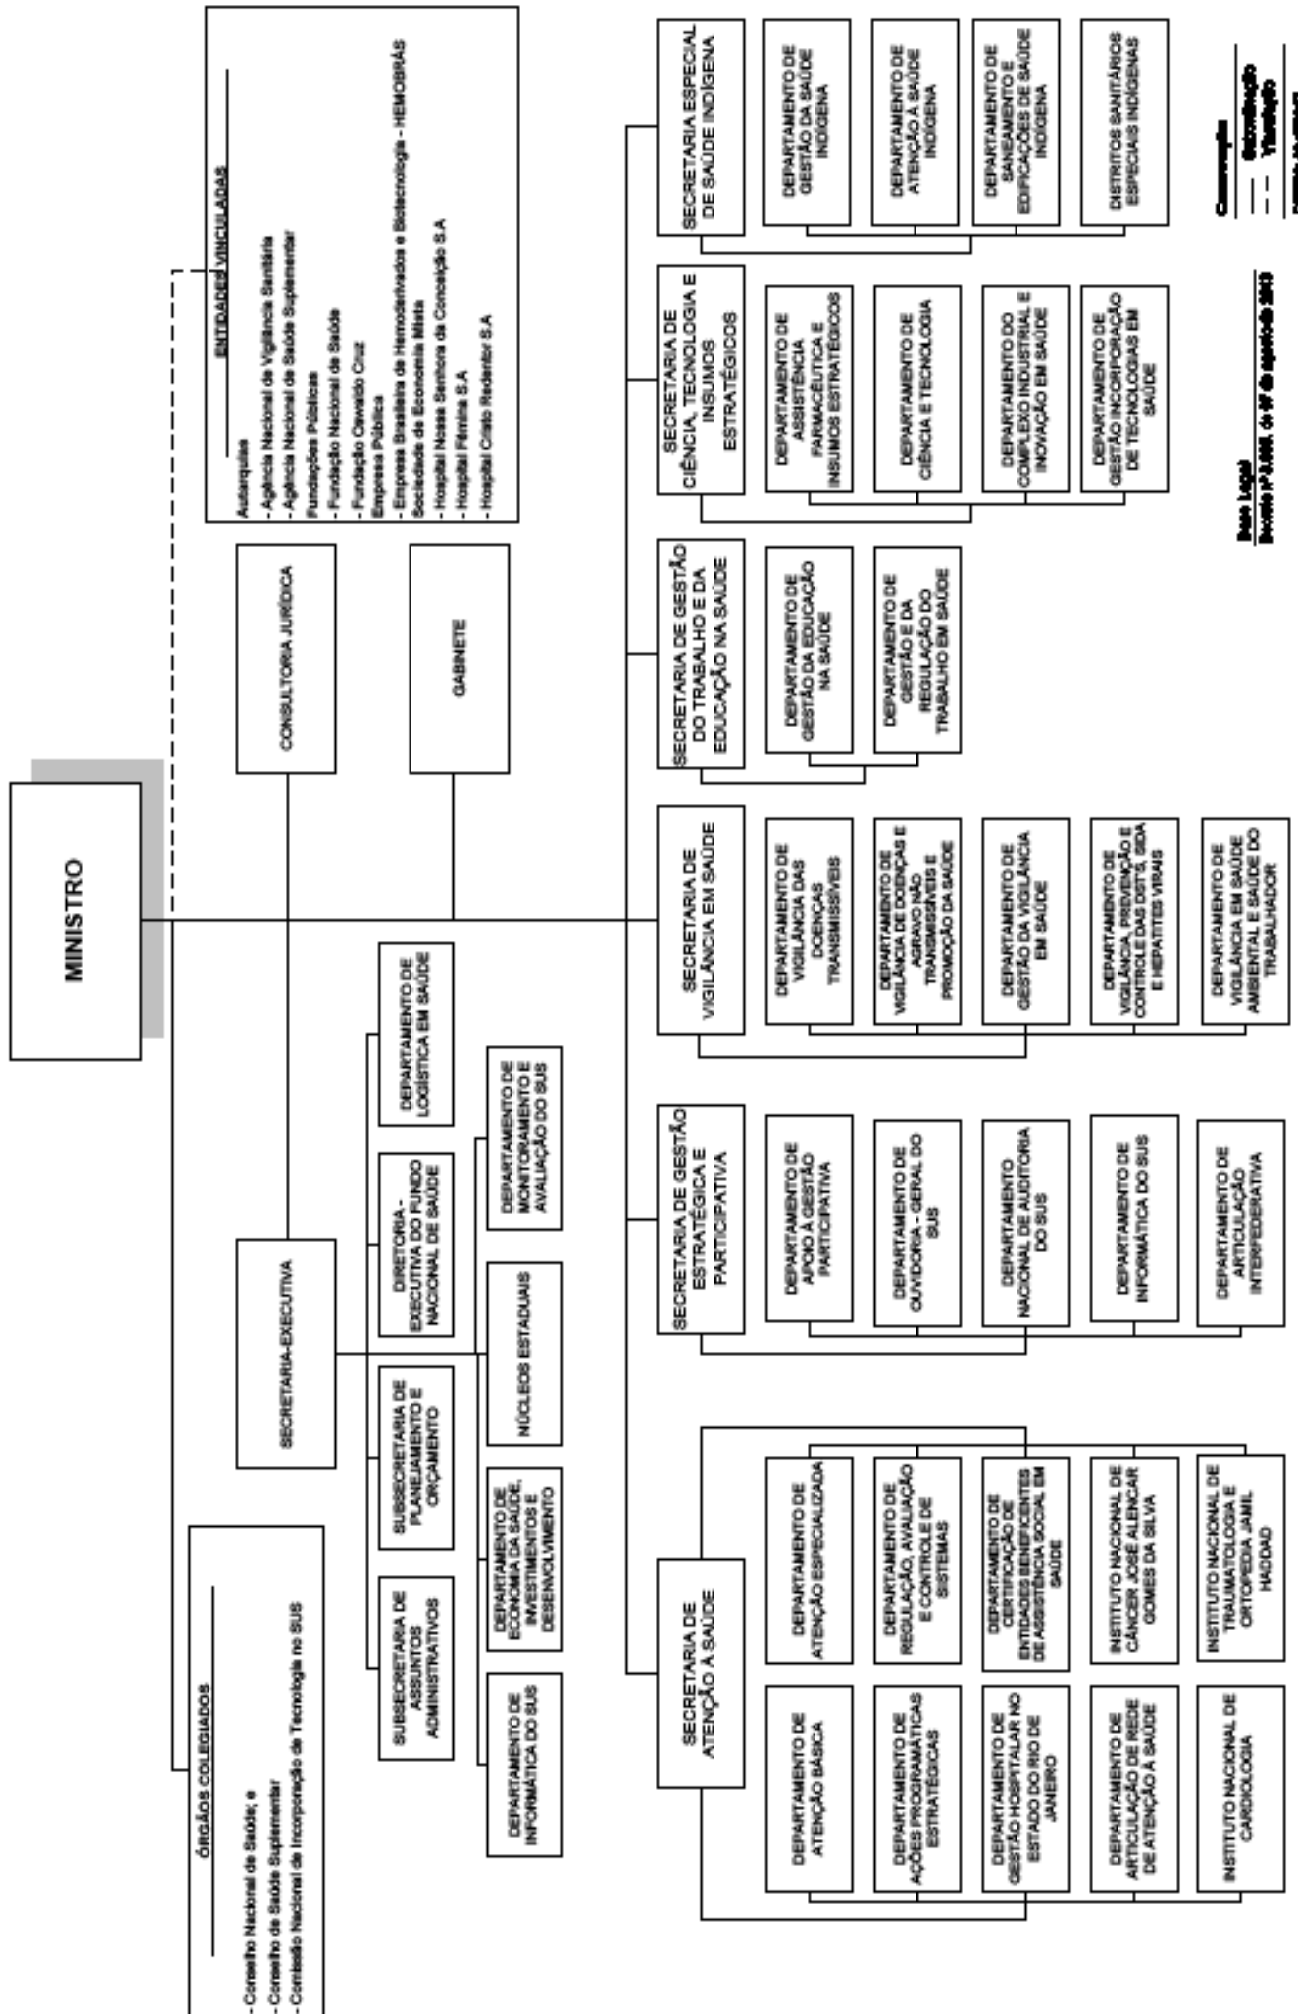 MINISTRO
ÓRGÃOS COLEGIADOS
- Conselho Nacional de Saúde; e
- Conselho de Saúde Suplementar
- Comissão Nacional de Incorporação de Tecnologia no SUS
SECRETARIA-EXECUTIVA
CONSULTORIA JURÍDICA
GABINETE
ENTIDADES VINCULADAS
Autarquias
- Agência Nacional de Vigilância Sanitária
- Agência Nacional de Saúde Suplementar
Fundações Públicas
- Fundação Nacional de Saúde
- Fundação Oswaldo Cruz
Empresa Pública
- Empresa Brasileira de Hemoderivados e Biotecnologia - HEMOBRÁS
Sociedade de Economia Mista
- Hospital Nossa Senhora da Conceição S.A
- Hospital Fêmina S.A
- Hospital Cristo Redentor S.A
SUBSECRETARIA DE
ASSUNTOS
ADMINISTRATIVOS
SUBSECRETARIA DE
PLANEJAMENTO E
ORÇAMENTO
DIRETORIA -
EXECUTIVA DO FUNDO
NACIONAL DE SAÚDE
DEPARTAMENTO DE
LOGÍSTICA EM SAÚDE
DEPARTAMENTO DE
INFORMÁTICA DO SUS
DEPARTAMENTO DE
ECONOMIA DA SAÚDE,
INVESTIMENTOS E
DESENVOLVIMENTO
NÚCLEOS ESTADUAIS
DEPARTAMENTO DE
MONITORAMENTO E
AVALIAÇÃO DO SUS
SECRETARIA DE
ATENÇÃO À SAÚDE
DEPARTAMENTO DE
ATENÇÃO BÁSICA
DEPARTAMENTO DE
AÇÕES PROGRAMÁTICAS
ESTRATÉGICAS
DEPARTAMENTO DE
GESTÃO HOSPITALAR NO
ESTADO DO RIO DE
JANEIRO
DEPARTAMENTO DE
ARTICULAÇÃO DE REDE
DE ATENÇÃO À SAÚDE
INSTITUTO NACIONAL DE
CARDIOLOGIA
DEPARTAMENTO DE
ATENÇÃO ESPECIALIZADA
DEPARTAMENTO DE
REGULAÇÃO, AVALIAÇÃO
E CONTROLE DE
SISTEMAS
DEPARTAMENTO DE
CERTIFICAÇÃO DE
ENTIDADES BENEFICENTES
DE ASSISTÊNCIA SOCIAL EM
SAÚDE
INSTITUTO NACIONAL DE
CÂNCER JOSÉ ALENCAR
GOMES DA SILVA
INSTITUTO NACIONAL DE
TRAUMATOLOGIA E
ORTOPEDIA JAMIL
HADDAD
SECRETARIA DE GESTÃO
ESTRATÉGICA E
PARTICIPATIVA
DEPARTAMENTO DE
APOIO À GESTÃO
PARTICIPATIVA
DEPARTAMENTO DE
OUVIDORIA - GERAL DO
SUS
DEPARTAMENTO
NACIONAL DE AUDITORIA
DO SUS
DEPARTAMENTO DE
INFORMÁTICA DO SUS
DEPARTAMENTO DE
ARTICULAÇÃO
INTERFEDERATIVA
SECRETARIA DE
VIGILÂNCIA EM SAÚDE
DEPARTAMENTO DE
VIGILÂNCIA DAS
DOENÇAS
TRANSMISSÍVEIS
DEPARTAMENTO DE
VIGILÂNCIA DE DOENÇAS E
AGRAVO NÃO
TRANSMISSÍVEIS E
PROMOÇÃO DA SAÚDE
DEPARTAMENTO DE
GESTÃO DA VIGILÂNCIA
EM SAÚDE
DEPARTAMENTO DE
VIGILÂNCIA, PREVENÇÃO E
CONTROLE DAS DST'S, SIDA
E HEPATITES VIRAIS
DEPARTAMENTO DE
VIGILÂNCIA EM SAÚDE
AMBIENTAL E SAÚDE DO
TRABALHADOR
SECRETARIA DE GESTÃO
DO TRABALHO E DA
EDUCAÇÃO NA SAÚDE
DEPARTAMENTO DE
GESTÃO DA EDUCAÇÃO
NA SAÚDE
DEPARTAMENTO DE
GESTÃO E DA
REGULAÇÃO DO
TRABALHO EM SAÚDE
SECRETARIA DE
CIÊNCIA, TECNOLOGIA E
INSUMOS
ESTRATÉGICOS
DEPARTAMENTO DE
ASSISTÊNCIA
FARMACÊUTICA E
INSUMOS ESTRATÉGICOS
DEPARTAMENTO DE
CIÊNCIA E TECNOLOGIA
DEPARTAMENTO DO
COMPLEXO INDUSTRIAL E
INOVAÇÃO EM SAÚDE
DEPARTAMENTO DE
GESTÃO INCORPORAÇÃO
DE TECNOLOGIAS EM
SAÚDE
SECRETARIA ESPECIAL
DE SAÚDE INDÍGENA
DEPARTAMENTO DE
GESTÃO DA SAÚDE
INDÍGENA
DEPARTAMENTO DE
ATENÇÃO À SAÚDE
INDÍGENA
DEPARTAMENTO DE
SANEAMENTO E
EDIFICAÇÕES DE SAÚDE
INDÍGENA
DISTRITOS SANITÁRIOS
ESPECIAIS INDÍGENAS
Base Legal
Decreto nº de agosto de 2013
Subordinação
Vinculação